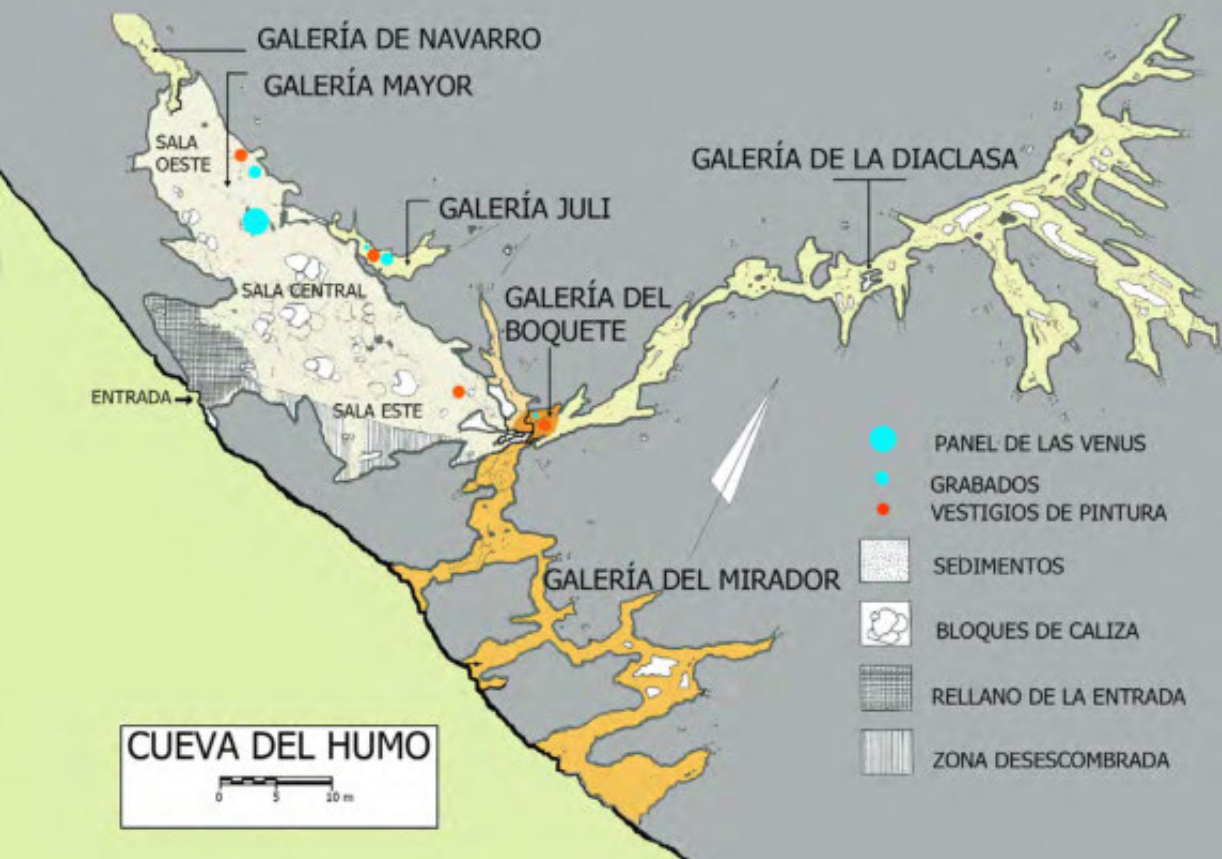 GALERÍA DE NAVARRO
GALERÍA MAYOR
SALA
OESTE
GALERÍA DE LA DIACLASA
GALERÍA JULI
SALA CENTRAL
GALERÍA DEL
BOQUETE
ENTRADA
SALA ESTE
PANEL DE LAS VENUS
GRABADOS
VESTIGIOS DE PINTURA
SEDIMENTOS
GALERÍA DEL MIRADOR
BLOQUES DE CALIZA
RELLANO DE LA ENTRADA
CUEVA DEL HUMO
0 5 10 m
ZONA DESESCOMBRADA